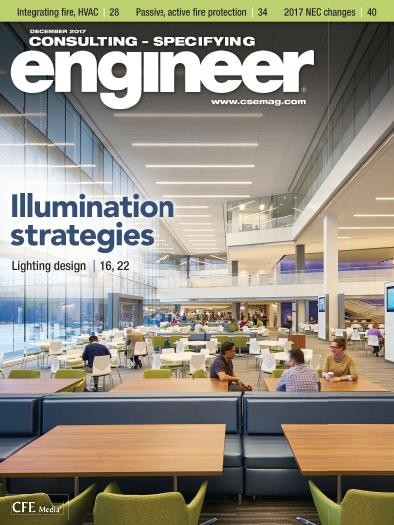 Integrating fire, HVAC | 28 Passive, active fire protection | 34 2017 NEC changes | 40
DECEMBER 2017
CONSULTING - SPECIFYING
engineer®
www.csemag.com
Illumination
strategies
Lighting design | 16, 22
CFE Media®